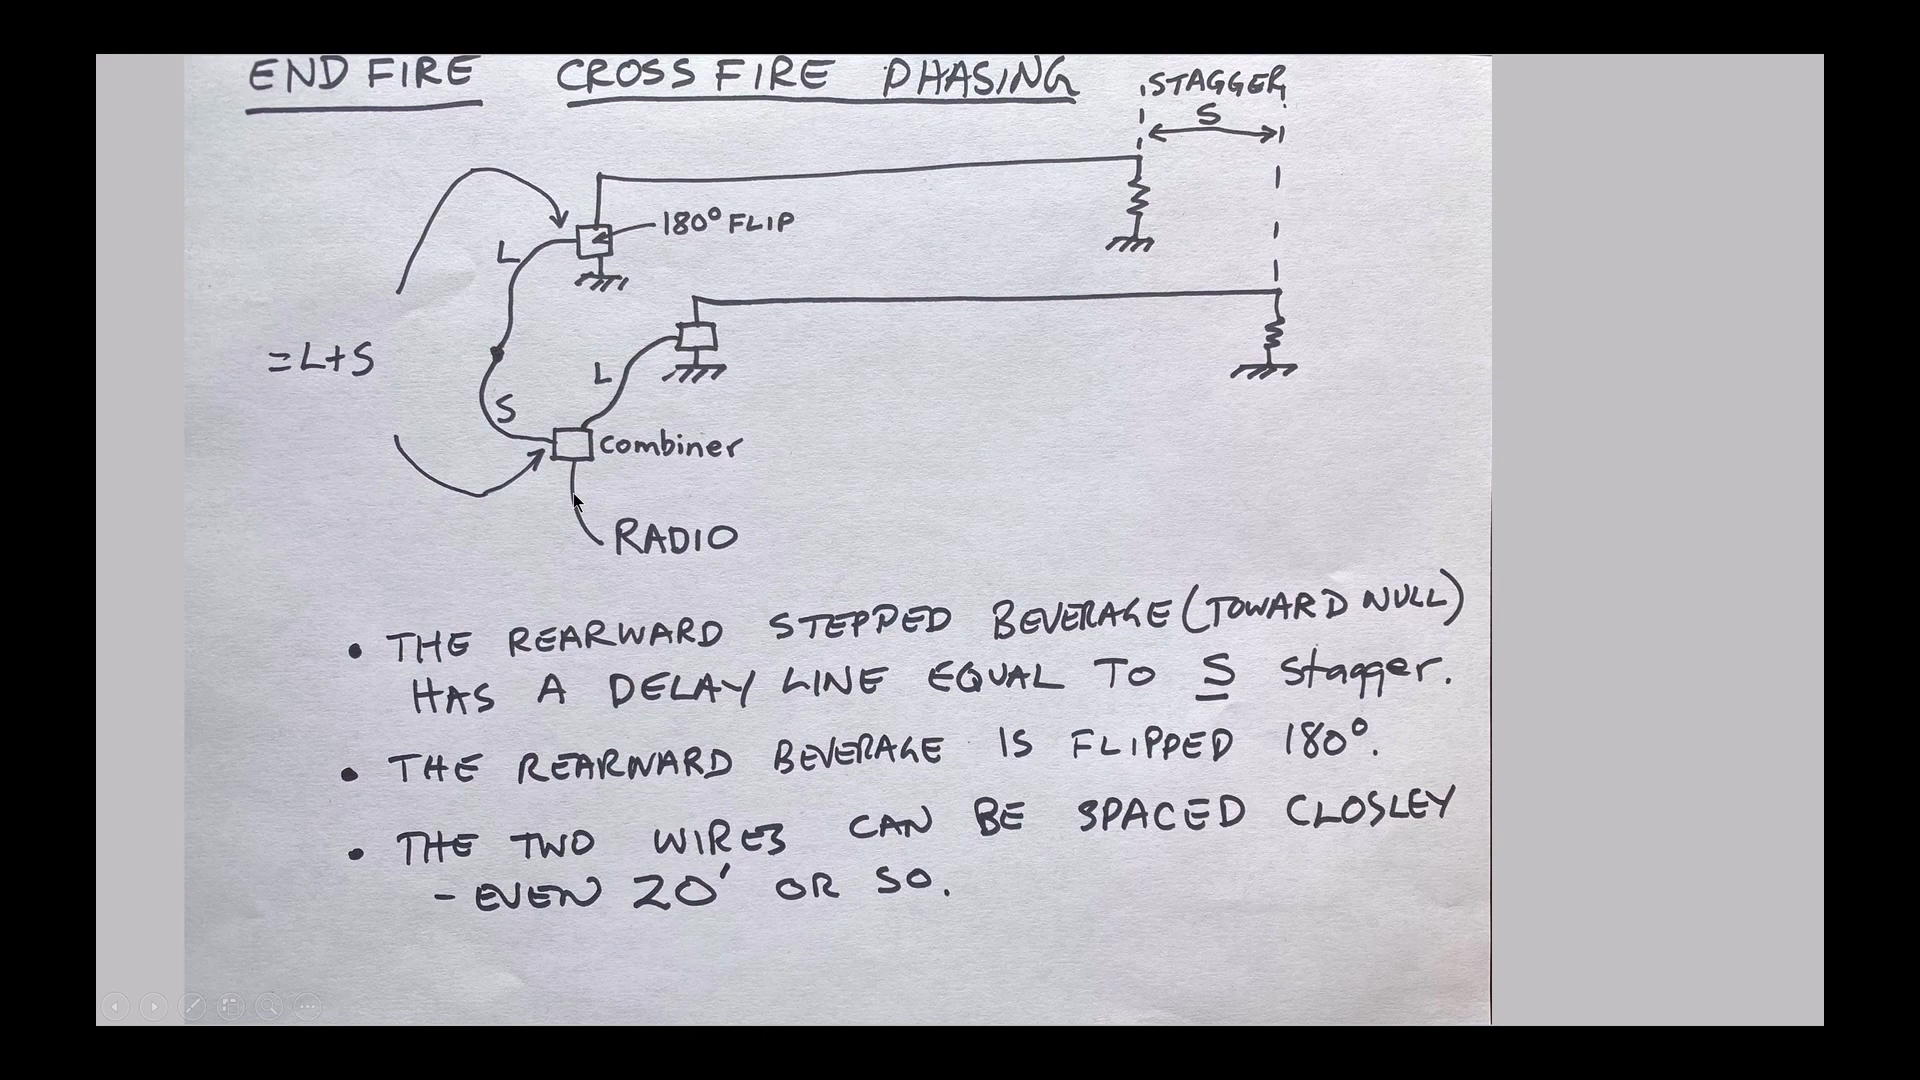 END FIRE CROSS FIRE PHASING
STAGGER
S
180° FLIP
L
=L+S
L
S
combiner
RADIO
• THE REARWARD STEPPED BEVERAGE (TOWARD NULL)
HAS A DELAY LINE EQUAL TO S stagger.
• THE REARWARD BEVERAGE IS FLIPPED 180°.
• THE TWO WIRES CAN BE SPACED CLOSLEY
- EVEN 20' OR SO.